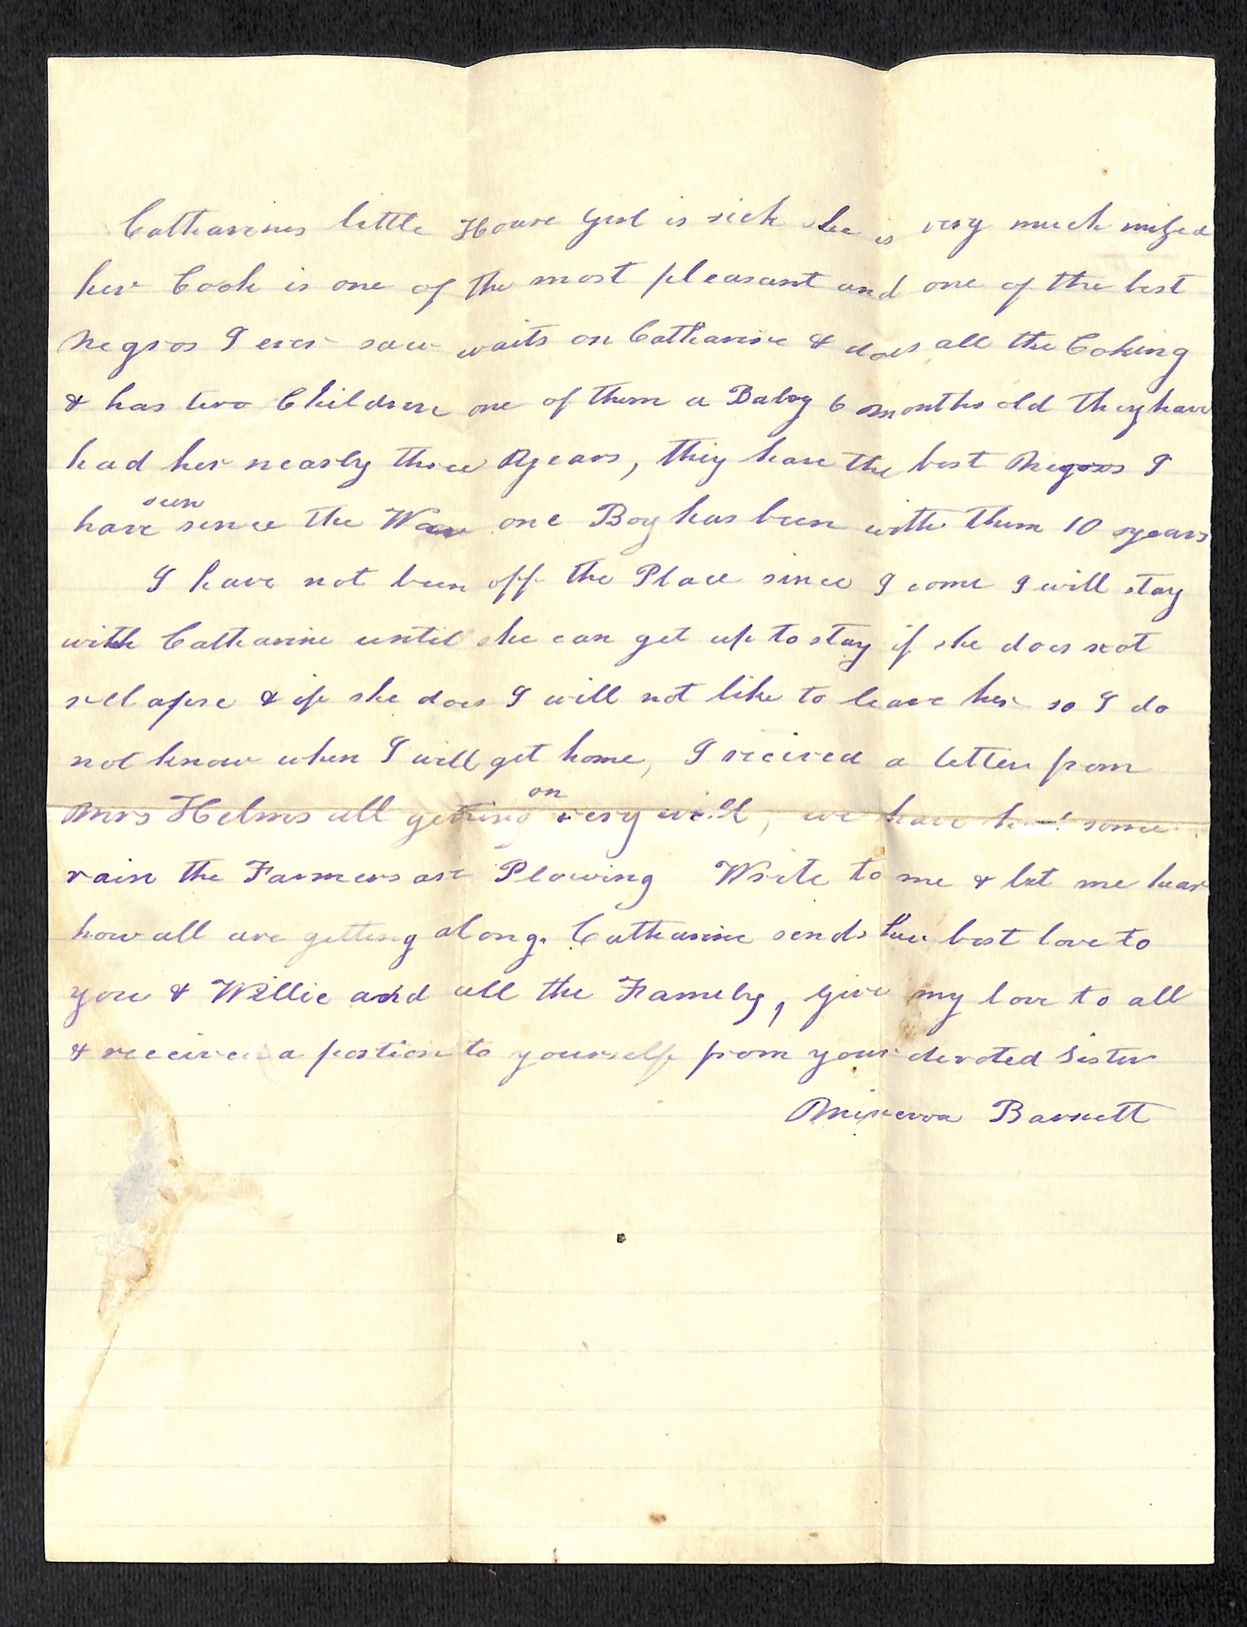 Catharines little House Girl is sick she is very much mised
her Cook is one of the most pleasant and one of the best
Negros I ever saw waits on Catharine & does all the Coking
& has two Children one of them a Baby 6 months old they have
had her nearly three years, they have the best Negros I
have seen since the War one Boy has been with them 10 years
I have not been off the Place since I come I will stay
with Catharine until she can get up to stay if she does not
relapse & if she does I will not like to leave her so I do
not know when I will get home, I recived a letter from
Mrs Helms all getting on very well, we have had some
rain the Farmers are Plowing Write to me & let me hear
how all are getting along. Catharine sends her best love to
you & Willie and all the Famely, give my love to all
& receive a portion to yourself from your devoted Sister
Minerva Barnett